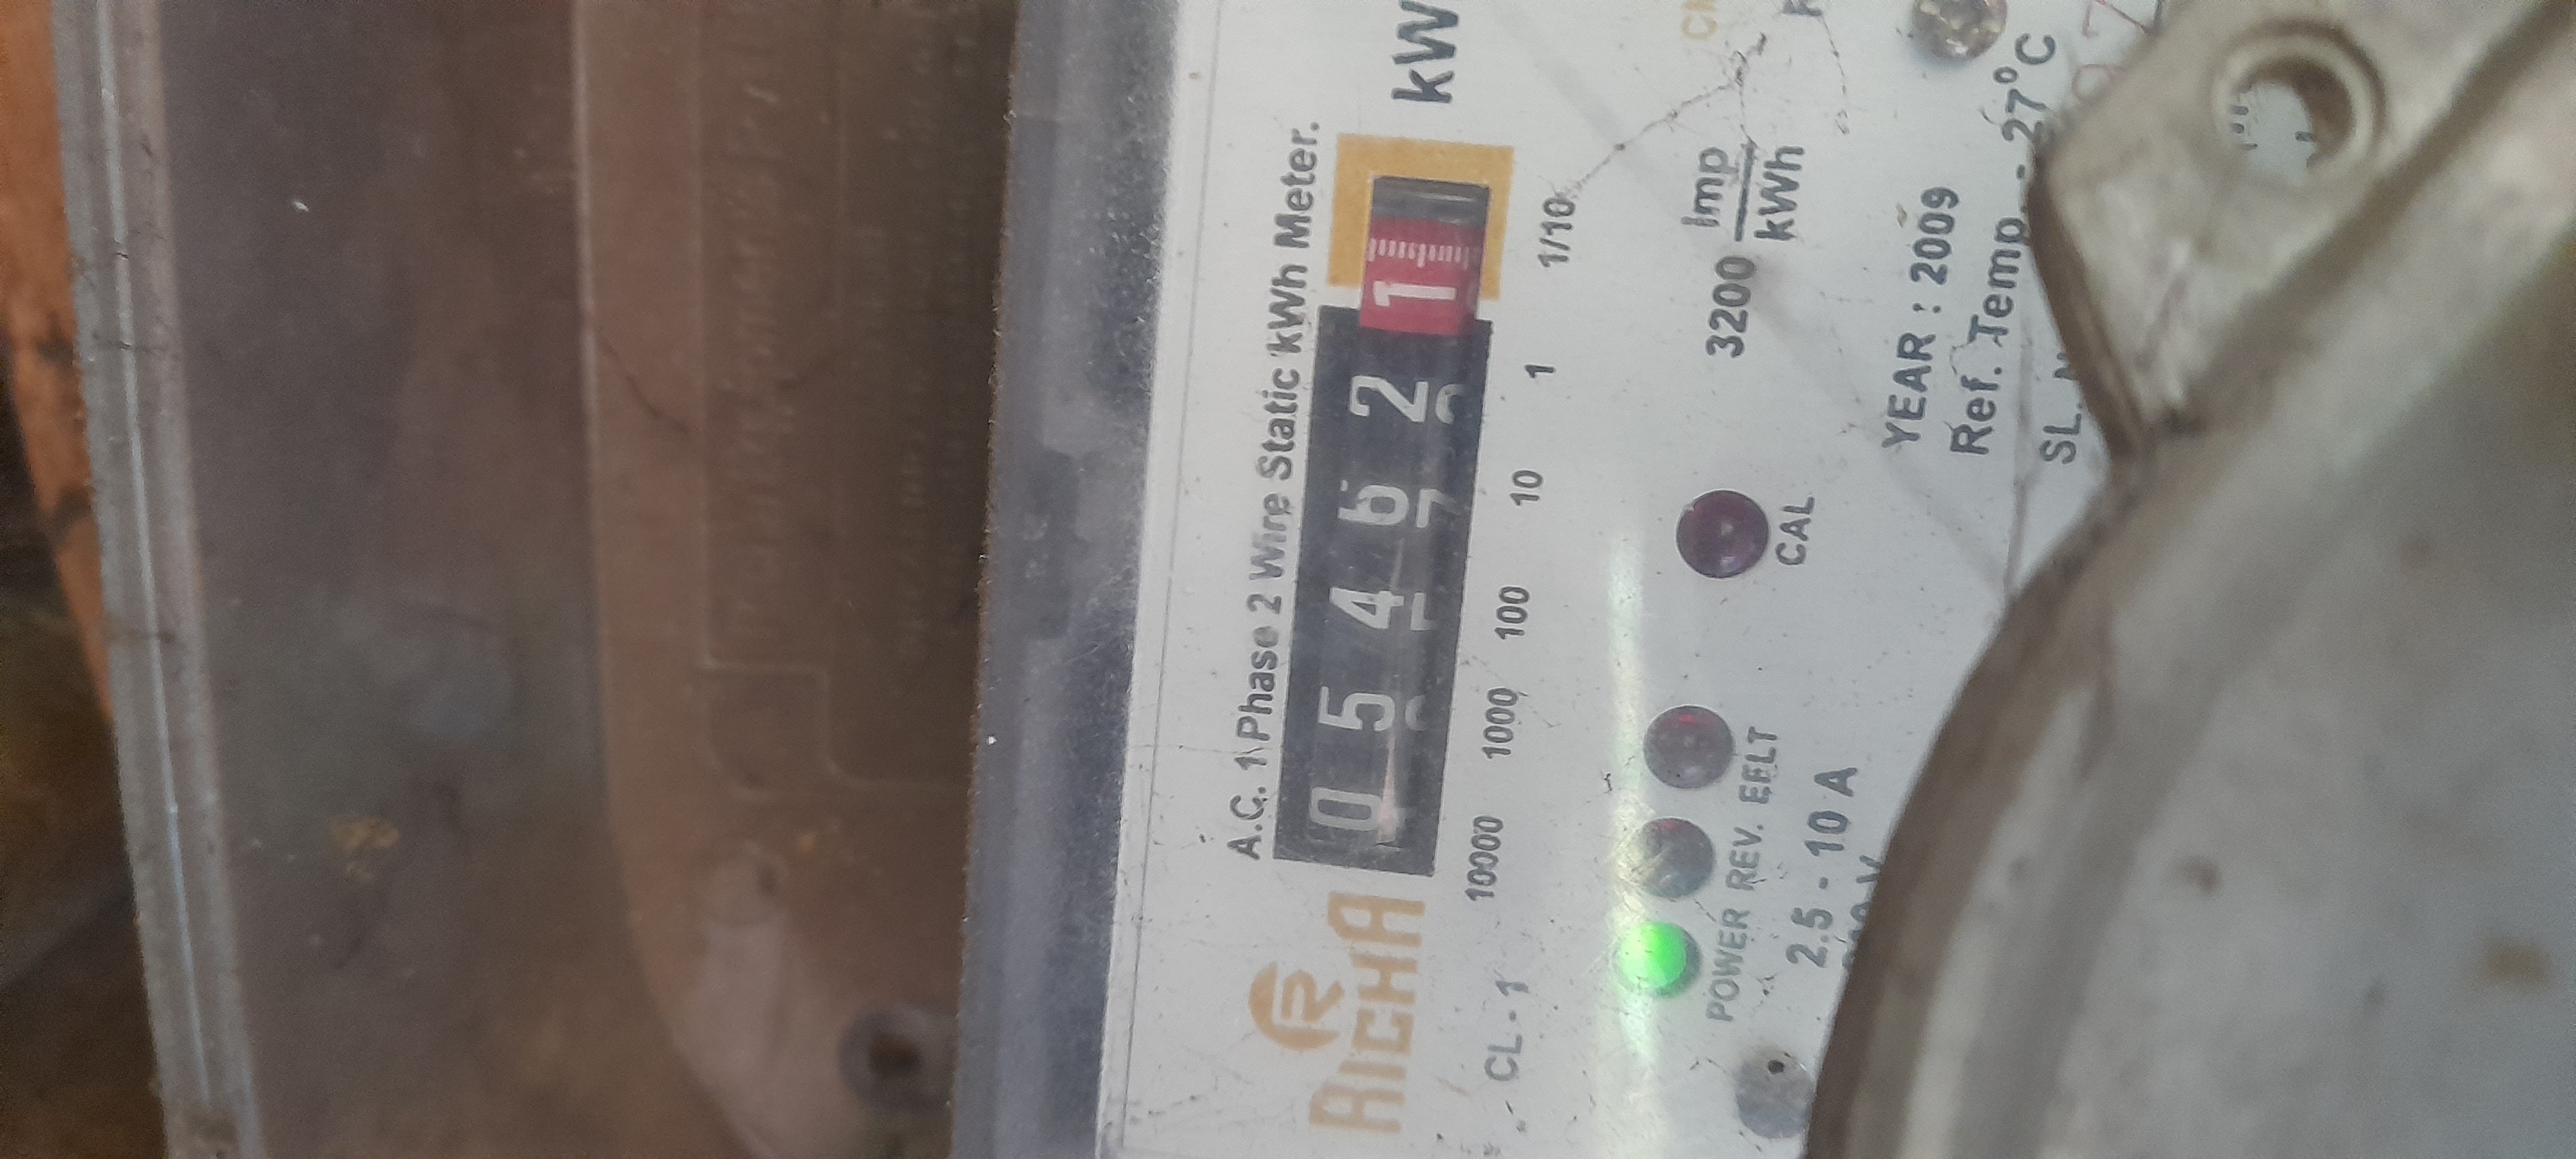 A.C. 1 Phase 2 Wire Static kWh Meter.
RICHA
0 5 4 6 2 1
kW
10000 1000 100 10 1 1/10
CL - 1
3200 Imp
kWh
POWER REV. EFLT CAL
2.5 - 10 A
YEAR : 2009
Ref. Temp. - 27°C
SL.